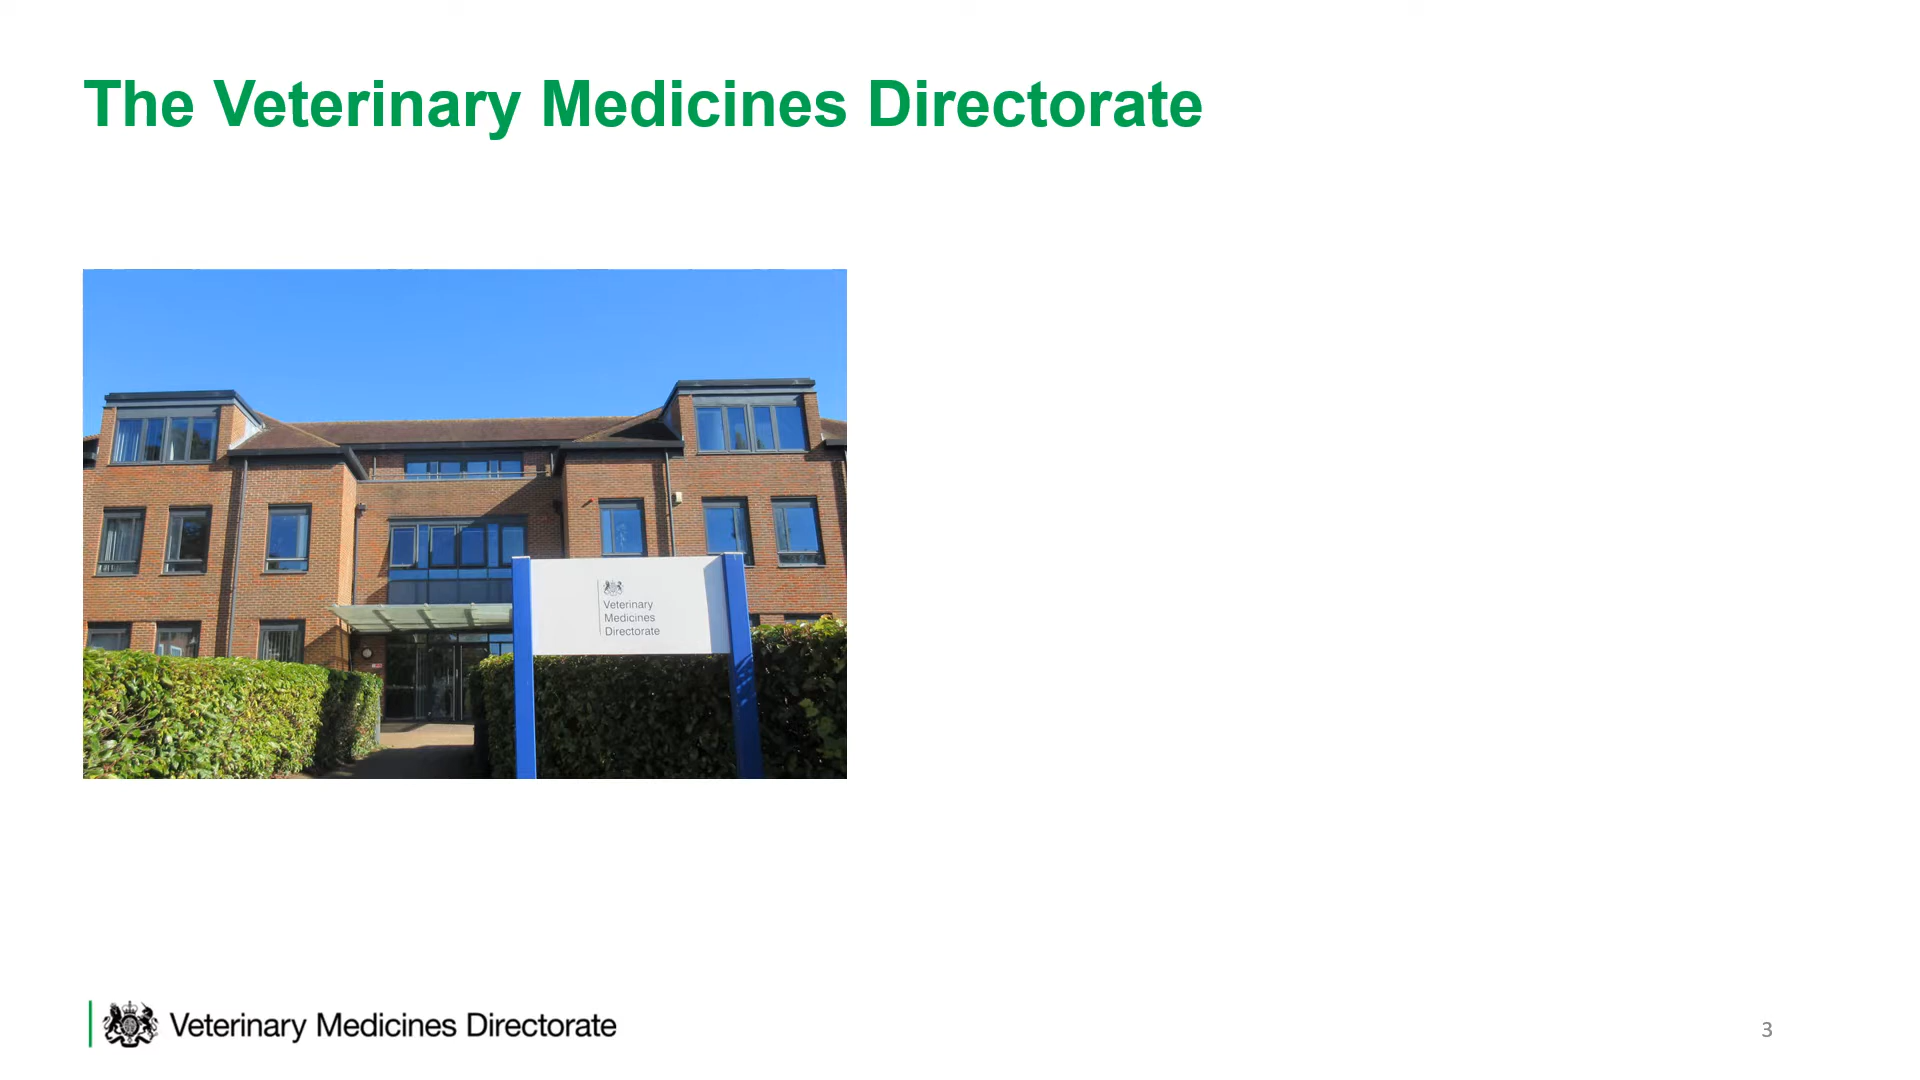 The Veterinary Medicines Directorate
Veterinary
Medicines
Directorate
Veterinary Medicines Directorate
3